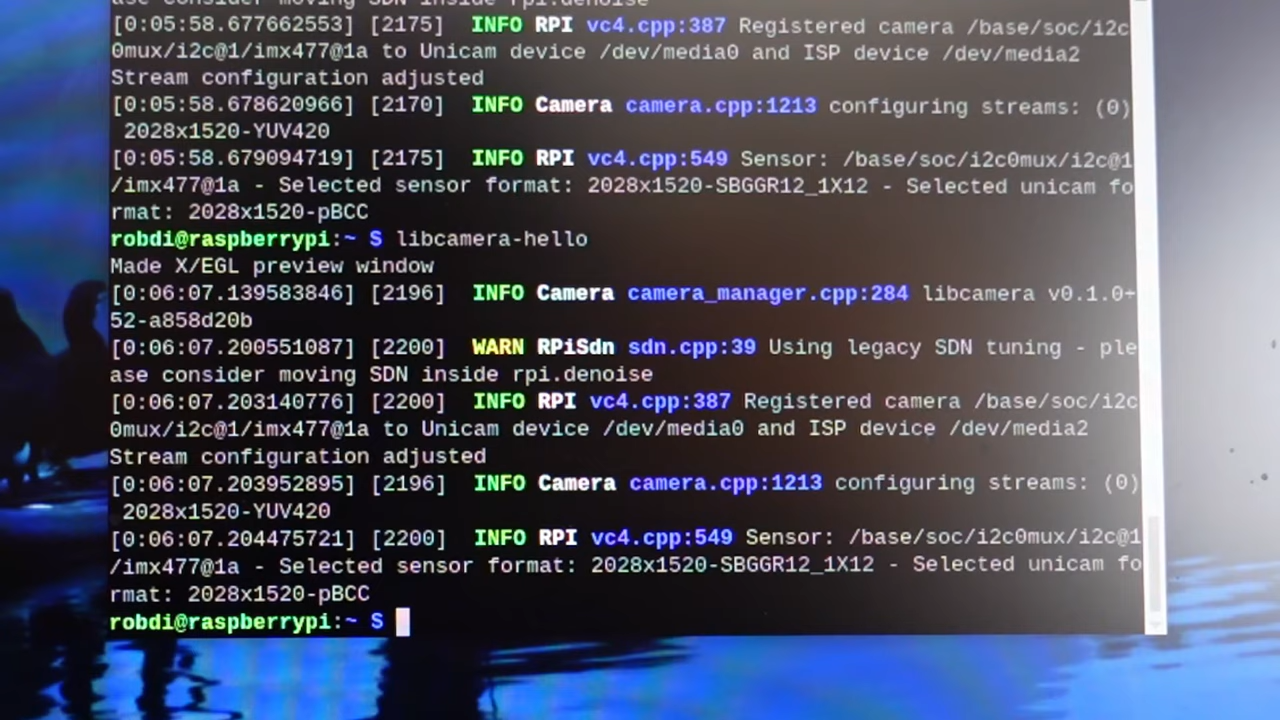 ase consider moving SDN inside rpi.denoise
[0:05:58.677662553] [2175]  INFO RPI vc4.cpp:387 Registered camera /base/soc/i2c
0mux/i2c@1/imx477@1a to Unicam device /dev/media0 and ISP device /dev/media2
Stream configuration adjusted
[0:05:58.678620966] [2170]  INFO Camera camera.cpp:1213 configuring streams: (0)
 2028x1520-YUV420
[0:05:58.679094719] [2175]  INFO RPI vc4.cpp:549 Sensor: /base/soc/i2c0mux/i2c@1
/imx477@1a - Selected sensor format: 2028x1520-SBGGR12_1X12 - Selected unicam fo
rmat: 2028x1520-pBCC
robdi@raspberrypi:~ $ libcamera-hello
Made X/EGL preview window
[0:06:07.139583846] [2196]  INFO Camera camera_manager.cpp:284 libcamera v0.1.0+
52-a858d20b
[0:06:07.200551087] [2200]  WARN RPiSdn sdn.cpp:39 Using legacy SDN tuning - ple
ase consider moving SDN inside rpi.denoise
[0:06:07.203140776] [2200]  INFO RPI vc4.cpp:387 Registered camera /base/soc/i2c
0mux/i2c@1/imx477@1a to Unicam device /dev/media0 and ISP device /dev/media2
Stream configuration adjusted
[0:06:07.203952895] [2196]  INFO Camera camera.cpp:1213 configuring streams: (0)
 2028x1520-YUV420
[0:06:07.204475721] [2200]  INFO RPI vc4.cpp:549 Sensor: /base/soc/i2c0mux/i2c@1
/imx477@1a - Selected sensor format: 2028x1520-SBGGR12_1X12 - Selected unicam fo
rmat: 2028x1520-pBCC
robdi@raspberrypi:~ $